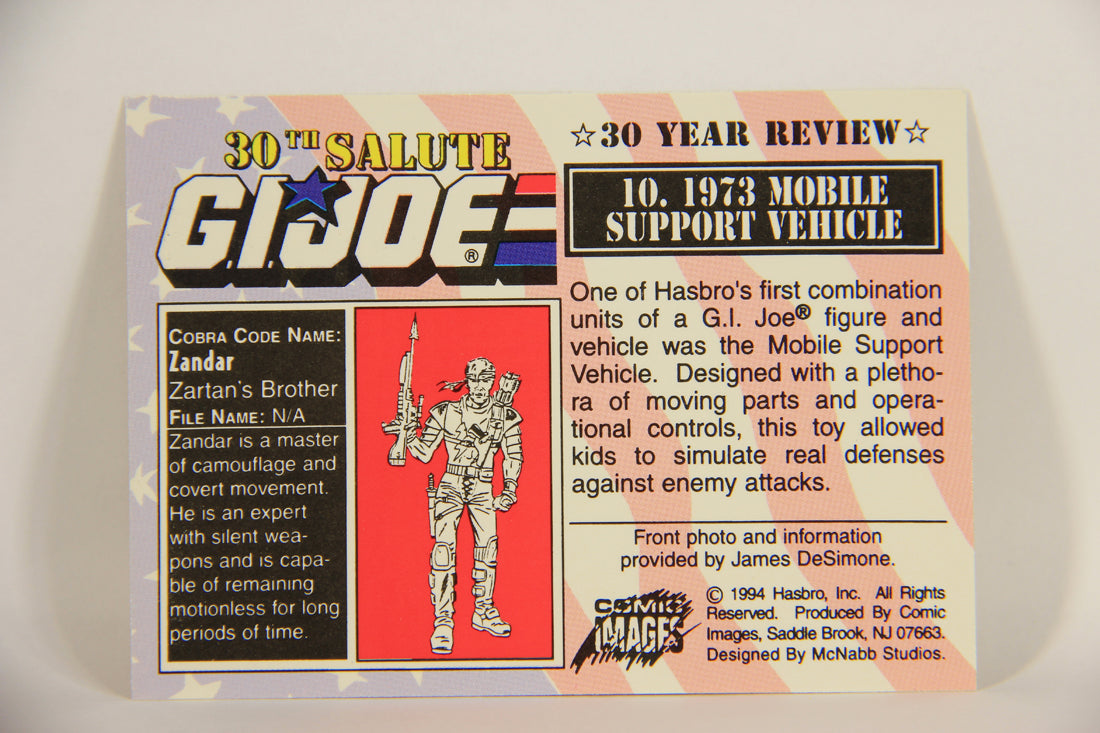 30TH SALUTE
G.I. JOE®
COBRA CODE NAME:
Zandar
Zartan's Brother
FILE NAME: N/A
Zandar is a master
of camouflage and
covert movement.
He is an expert
with silent wea-
pons and is capa-
ble of remaining
motionless for long
periods of time.
☆30 YEAR REVIEW☆
10. 1973 MOBILE
SUPPORT VEHICLE
One of Hasbro's first combination
units of a G.I. Joe® figure and
vehicle was the Mobile Support
Vehicle. Designed with a pletho-
ra of moving parts and opera-
tional controls, this toy allowed
kids to simulate real defenses
against enemy attacks.
Front photo and information
provided by James DeSimone.
COMIC
IMAGES
© 1994 Hasbro, Inc. All Rights
Reserved. Produced By Comic
Images, Saddle Brook, NJ 07663.
Designed By McNabb Studios.